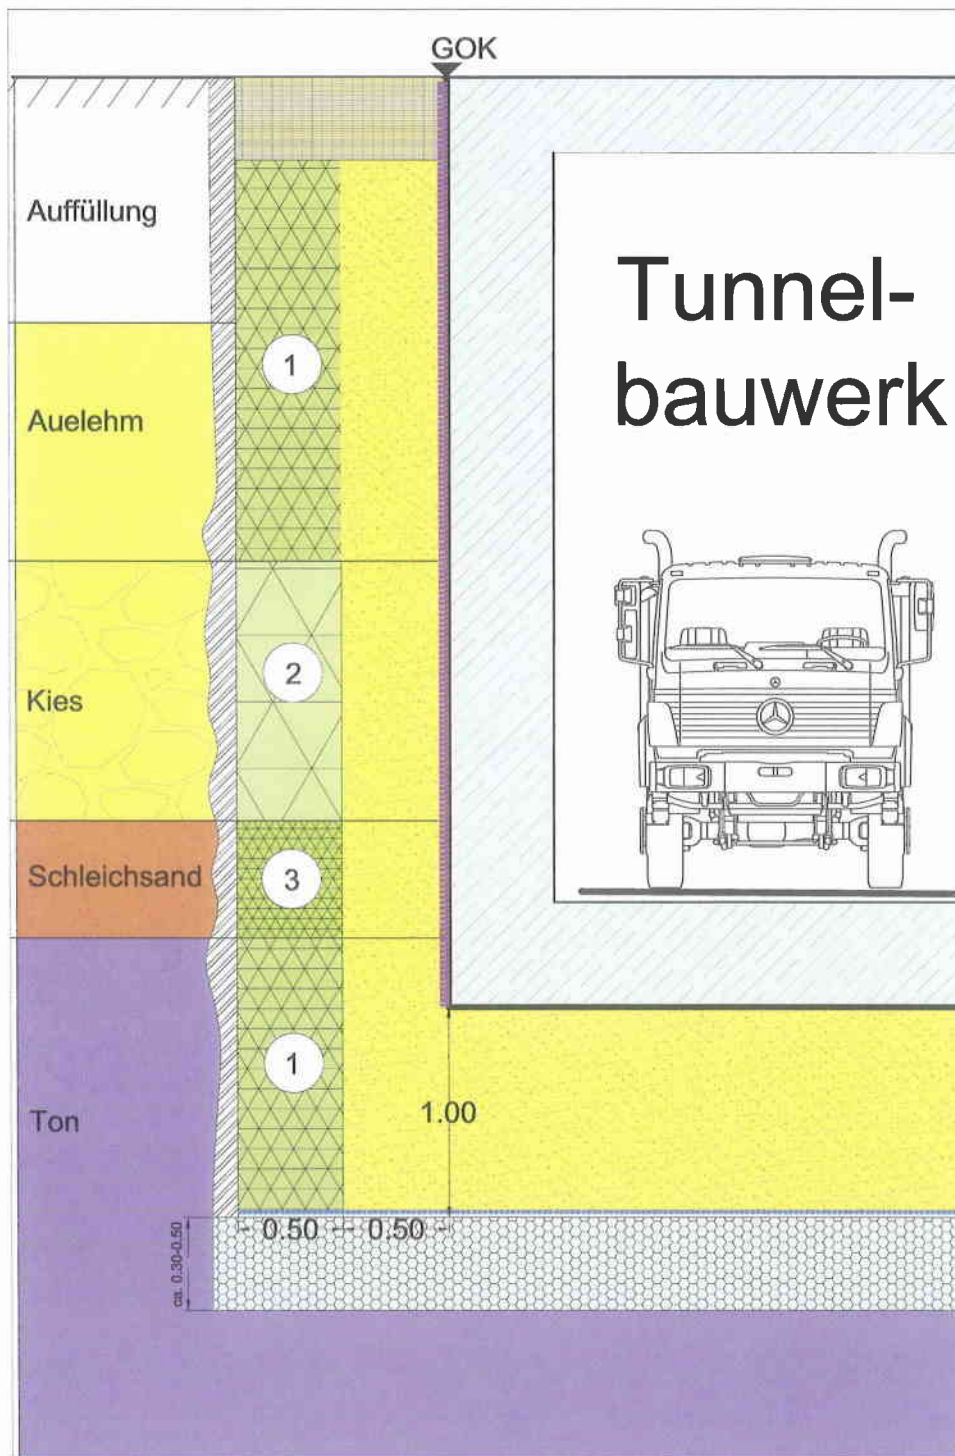 GOK
Auffüllung
Tunnel-
bauwerk
1
Auelehm
2
Kies
Schleichsand
3
1
Ton
1.00
0.50
0.50
ca. 0.30-0.50